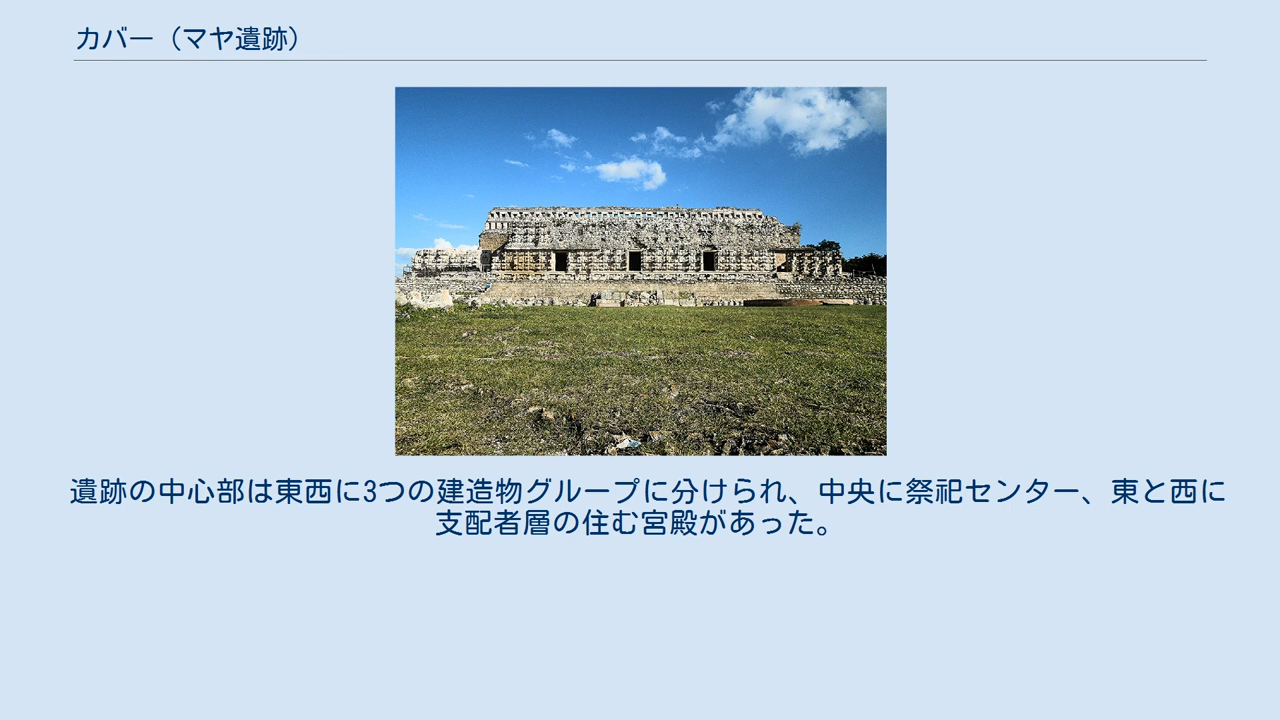 カバー（マヤ遺跡）
遺跡の中心部は東西に3つの建造物グループに分けられ、中央に祭祀センター、東と西に
支配者層の住む宮殿があった。